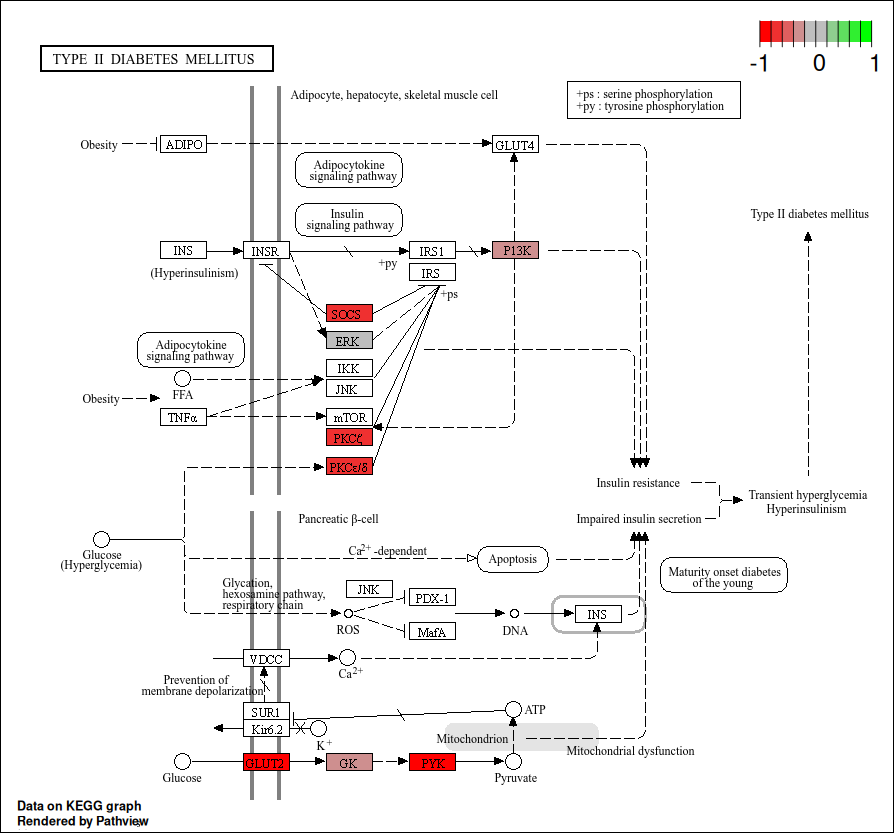 TYPE II DIABETES MELLITUS
-1 0 1
Adipocyte, hepatocyte, skeletal muscle cell
+ps : serine phosphorylation
+py : tyrosine phosphorylation
Obesity
ADIPO
GLUT4
Adipocytokine
signaling pathway
Insulin
signaling pathway
Type II diabetes mellitus
INS
INSR
IRS1
P13K
(Hyperinsulinism)
+py
IRS
+ps
SOCS
ERK
Adipocytokine
signaling pathway
IKK
FFA
JNK
Obesity
TNFα
mTOR
PKCζ
PKCε/δ
Insulin resistance
Transient hyperglycemia
Hyperinsulinism
Pancreatic β-cell
Impaired insulin secretion
Glucose
(Hyperglycemia)
Ca2+ -dependent
Apoptosis
Maturity onset diabetes
of the young
Glycation,
hexosamine pathway,
respiratory chain
JNK
PDX-1
ROS
MafA
DNA
INS
VDCC
Ca2+
Prevention of
membrane depolarization
SUR1
Kir6.2
K+
ATP
Mitochondrion
Mitochondrial dysfunction
Glucose
GLUT2
GK
PYK
Pyruvate
Data on KEGG graph
Rendered by Pathview